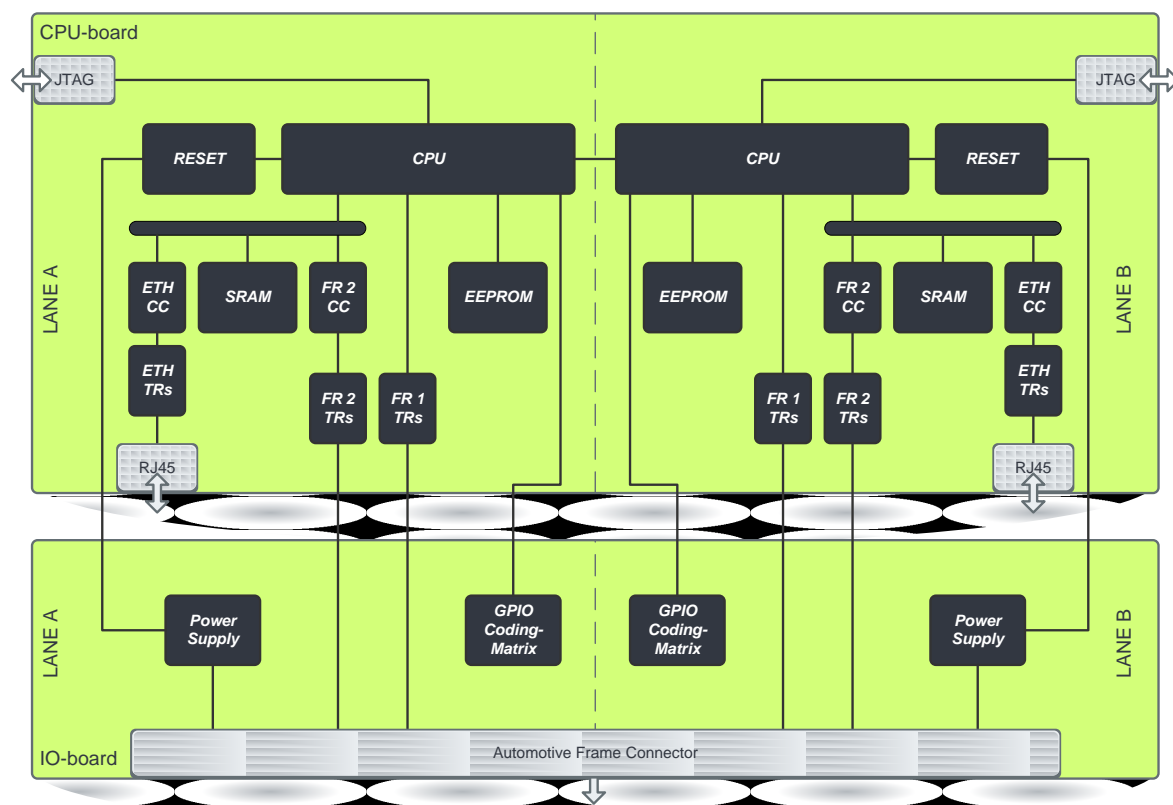 CPU-board
JTAG
JTAG
RESET
CPU
CPU
RESET
LANE A
ETH
CC
SRAM
FR 2
CC
EEPROM
EEPROM
FR 2
CC
SRAM
ETH
CC
LANE B
ETH
TRs
FR 2
TRs
FR 1
TRs
FR 1
TRs
FR 2
TRs
ETH
TRs
RJ45
RJ45
LANE A
Power
Supply
GPIO
Coding-
Matrix
GPIO
Coding-
Matrix
Power
Supply
LANE B
IO-board
Automotive Frame Connector